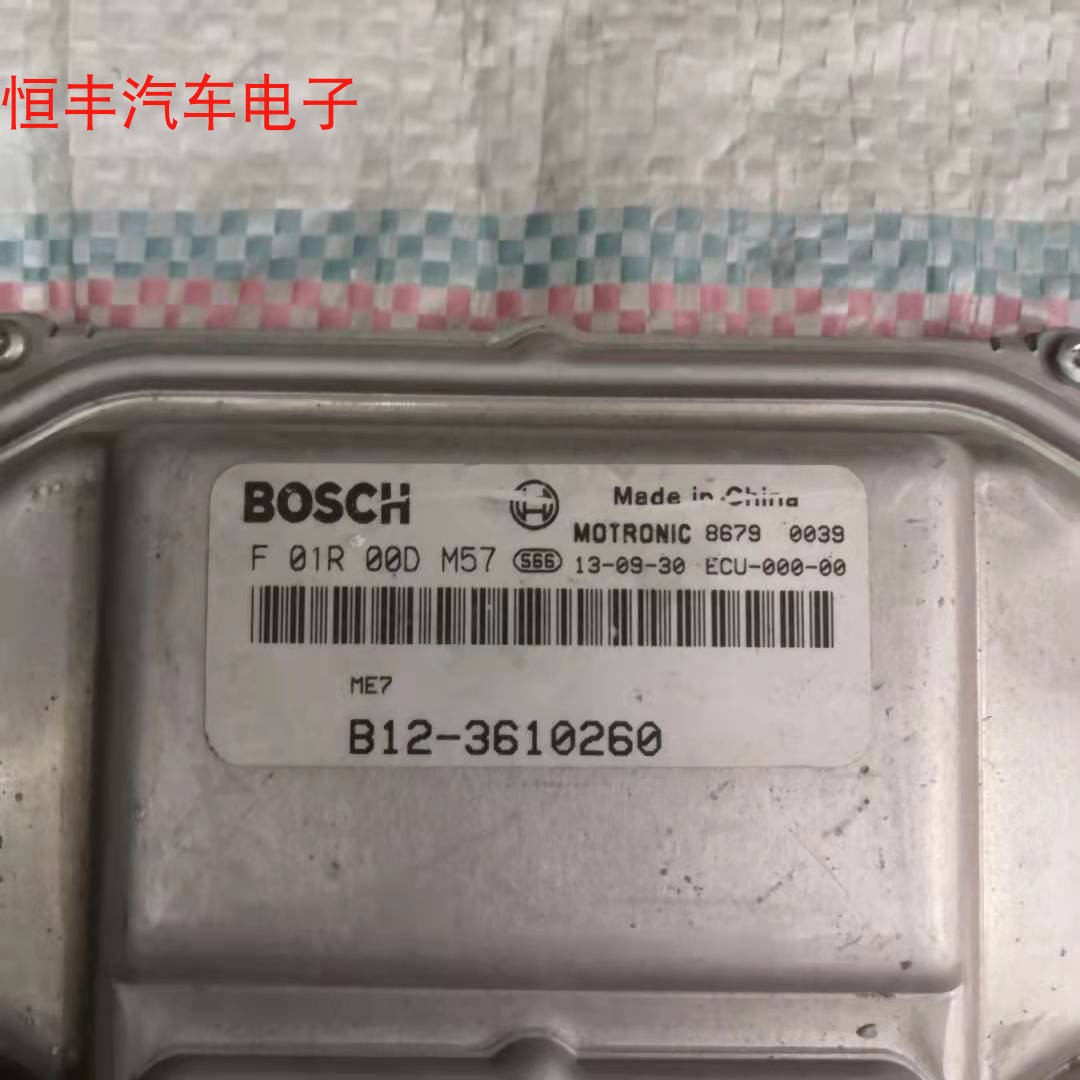 恒丰汽车电子
BOSCH Made in China
MOTRONIC 8679 0039
F 01R 00D M57 S66 13-09-30 ECU-000-00
ME7
B12-3610260